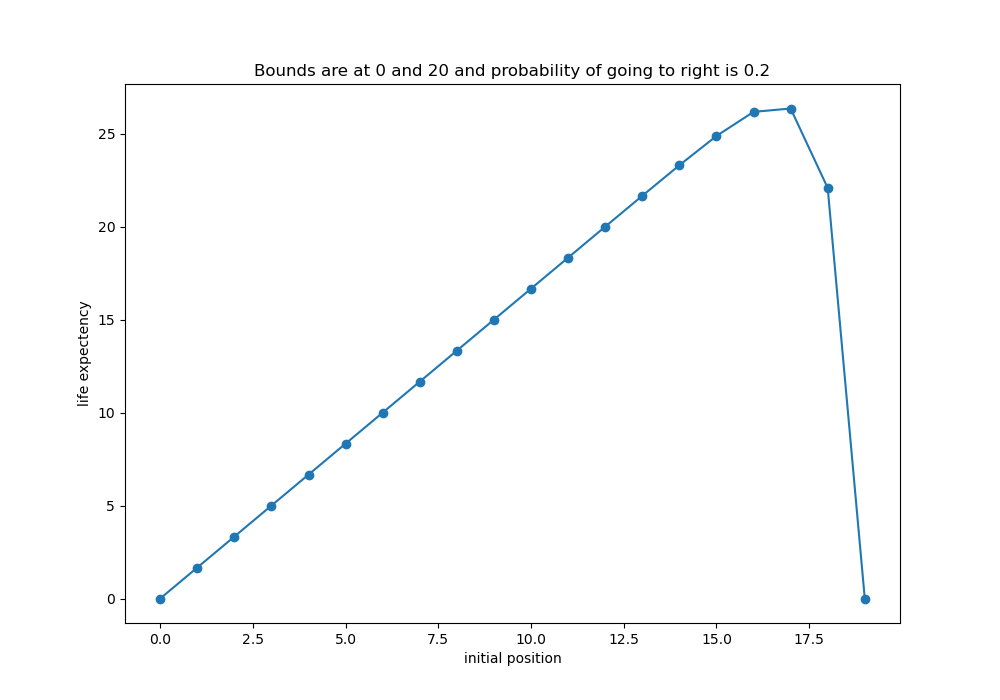 Bounds are at 0 and 20 and probability of going to right is 0.2
25
20
15
10
5
0
life expectency
0.0 2.5 5.0 7.5 10.0 12.5 15.0 17.5
initial position